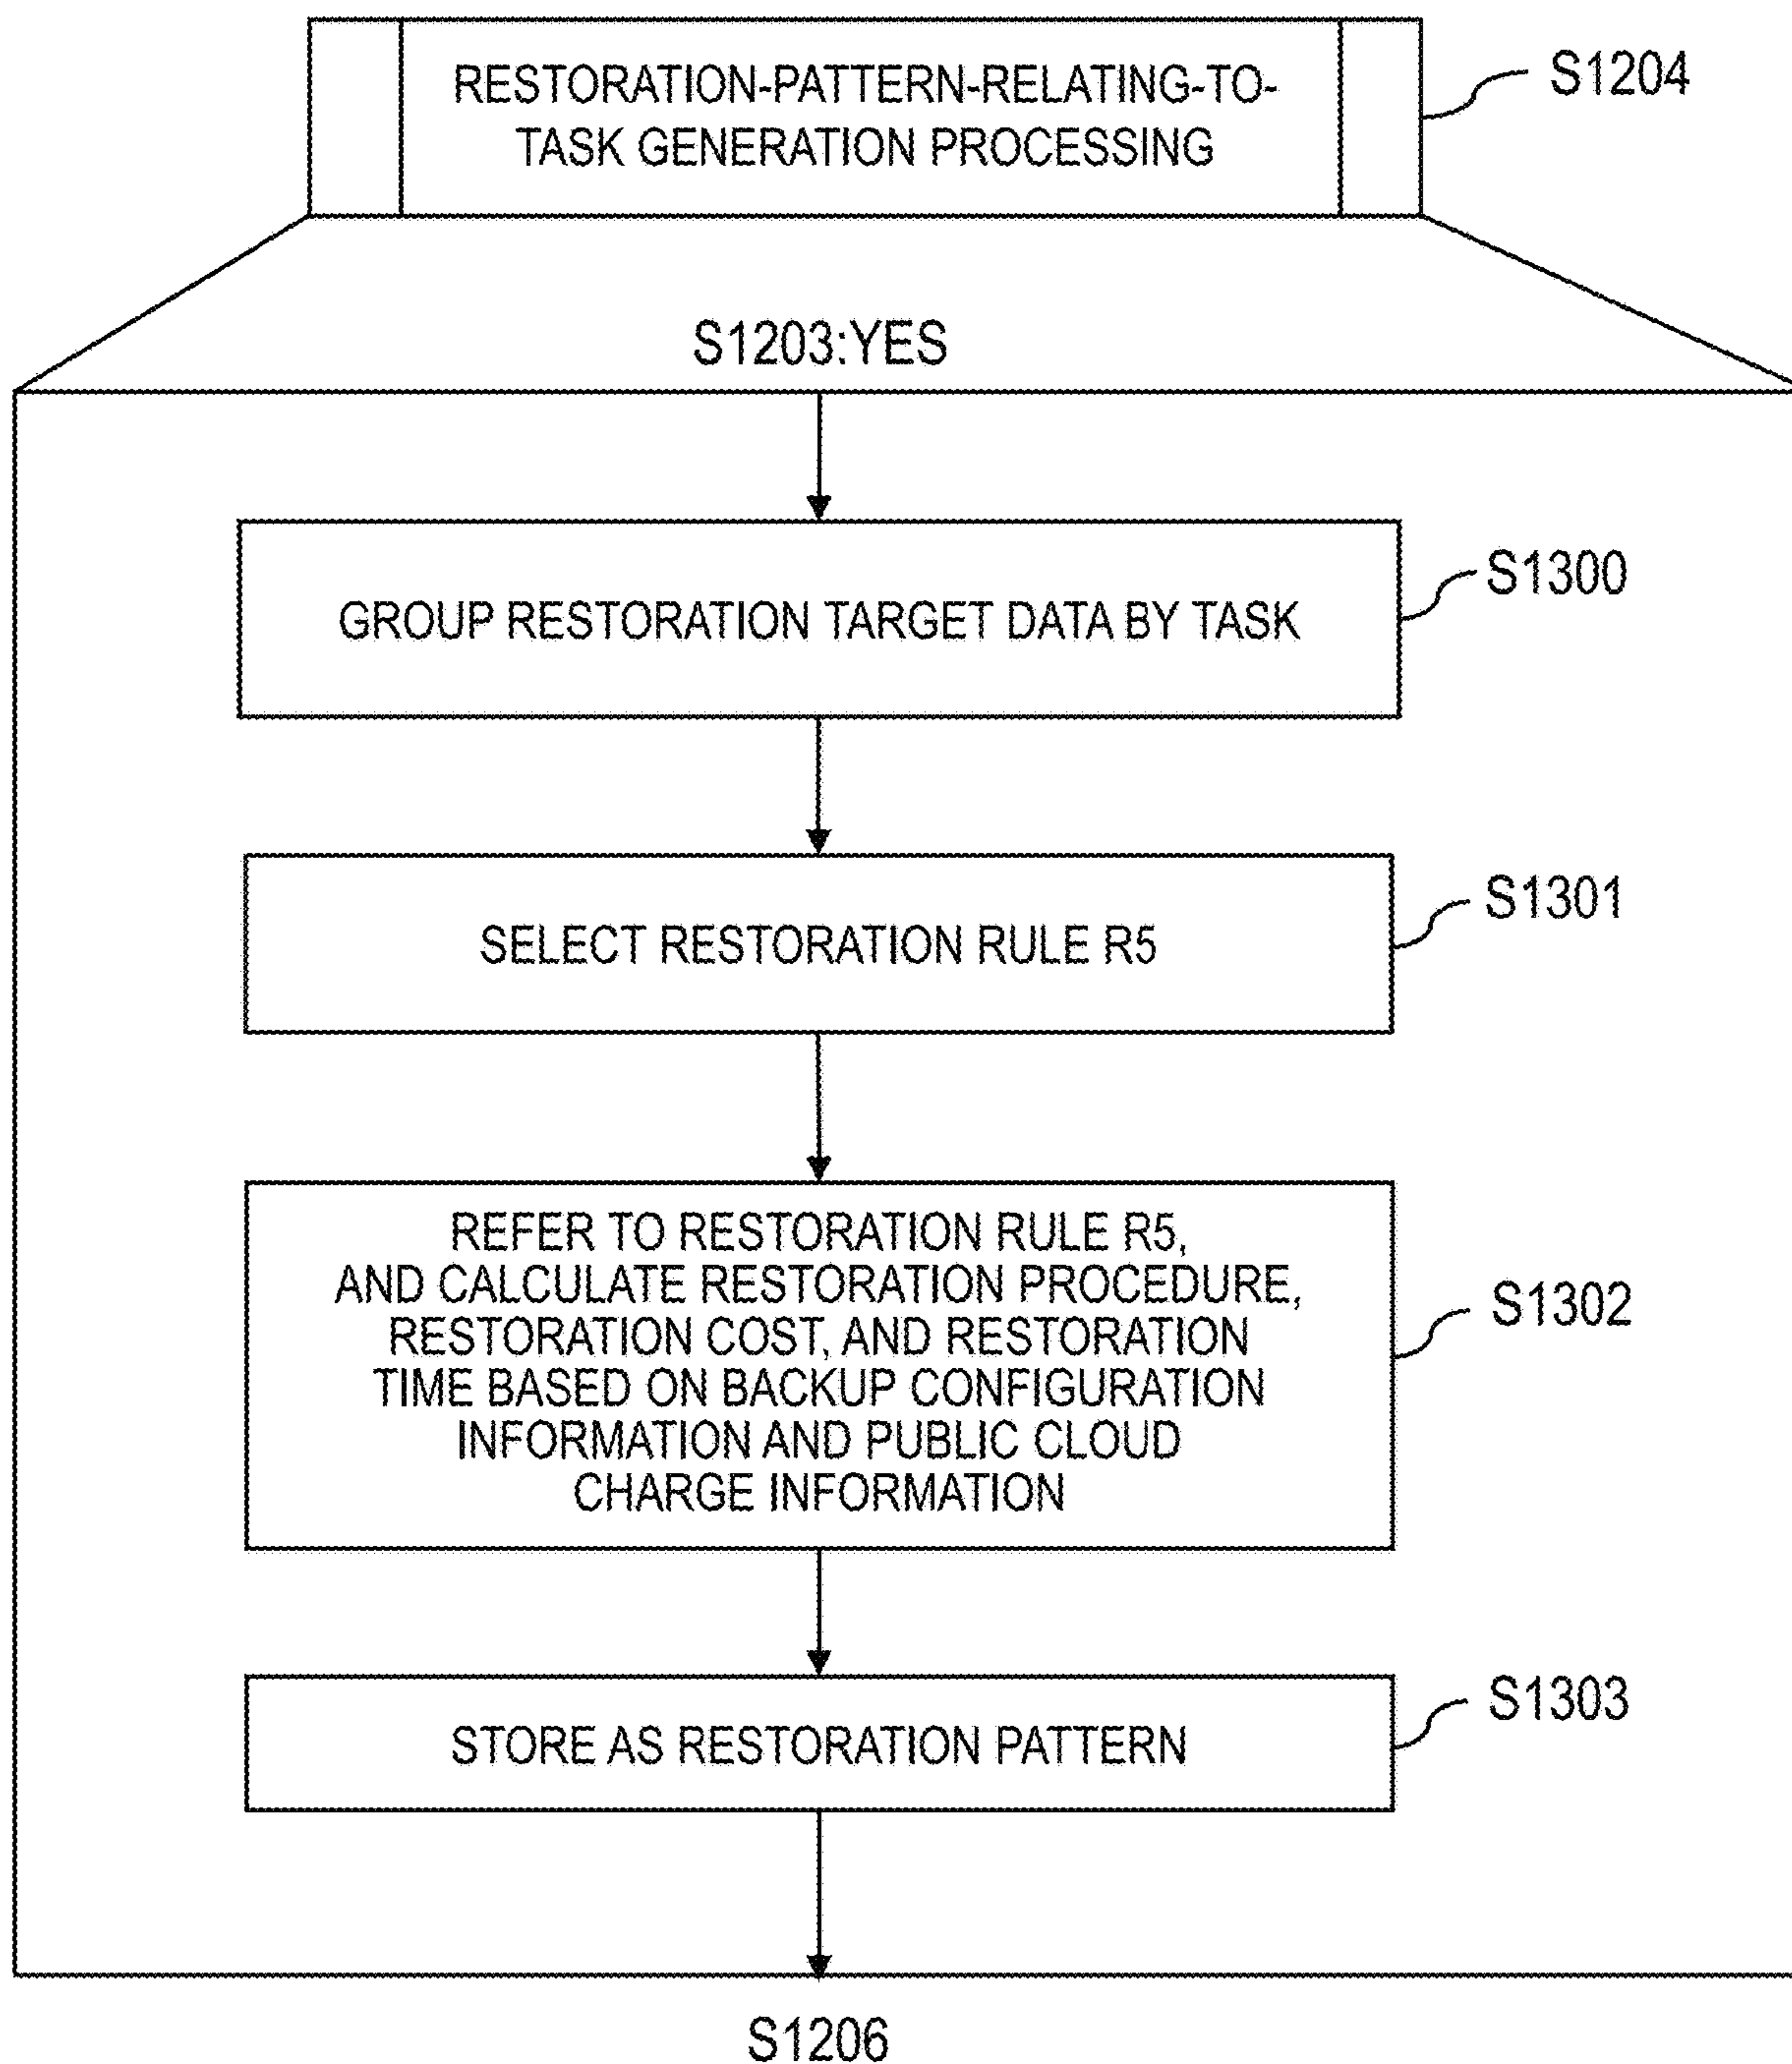 RESTORATION-PATTERN-RELATING-TO-
TASK GENERATION PROCESSING
S1204
S1203:YES
GROUP RESTORATION TARGET DATA BY TASK
S1300
SELECT RESTORATION RULE R5
S1301
REFER TO RESTORATION RULE R5,
AND CALCULATE RESTORATION PROCEDURE,
RESTORATION COST, AND RESTORATION
TIME BASED ON BACKUP CONFIGURATION
INFORMATION AND PUBLIC CLOUD
CHARGE INFORMATION
S1302
STORE AS RESTORATION PATTERN
S1303
S1206